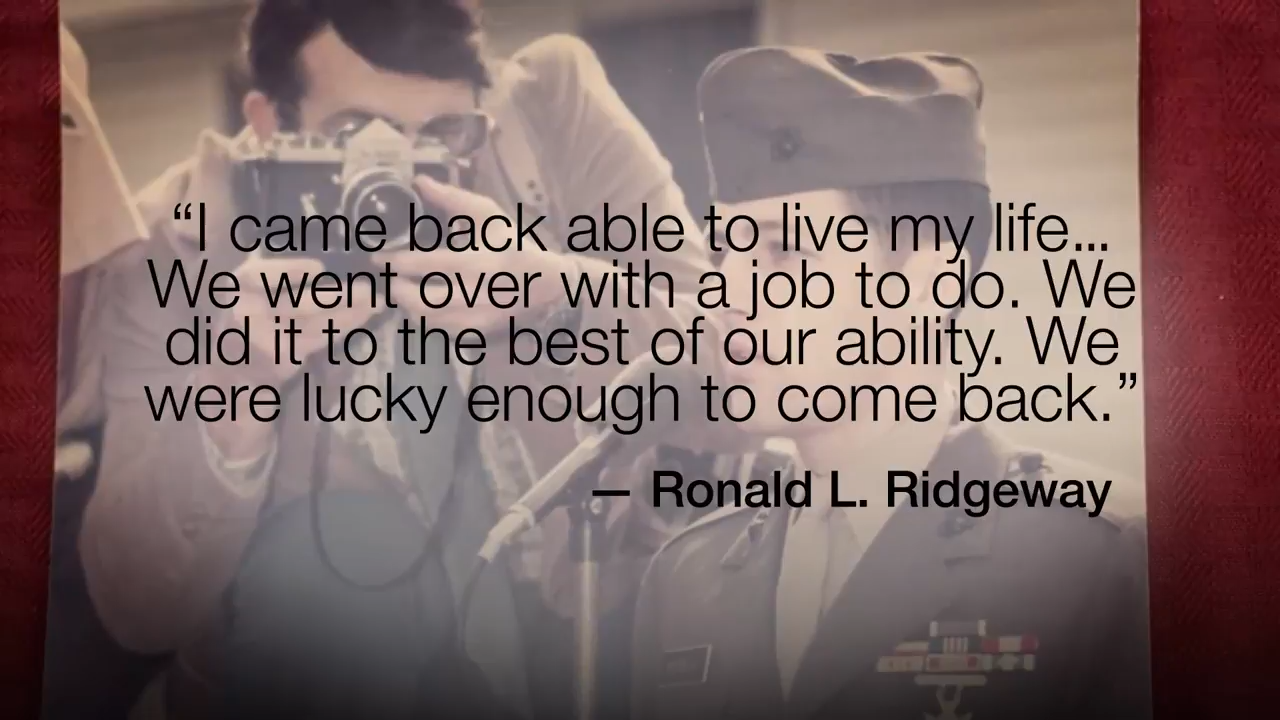 “I came back able to live my life...
We went over with a job to do. We
did it to the best of our ability. We
were lucky enough to come back.”
— Ronald L. Ridgeway